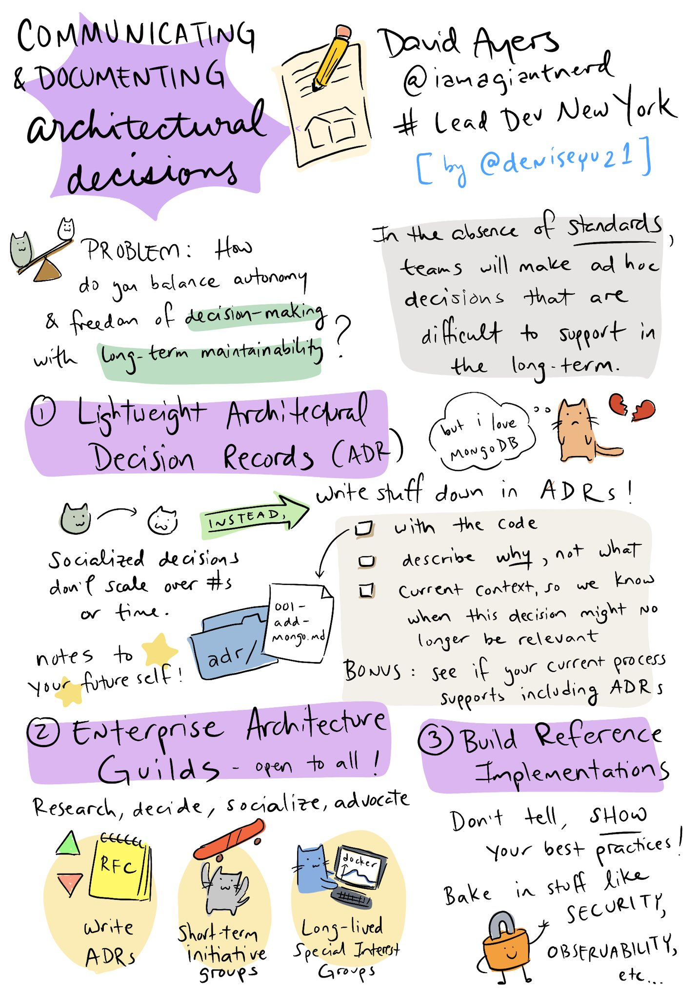 COMMUNICATING
& DOCUMENTING
architectural
decisions
David Ayers
@iamagiantnerd
# Lead Dev New York
[by @deniseyu21]
PROBLEM: How
do you balance autonomy
& freedom of decision-making
with long-term maintainability?
In the absence of standards,
teams will make ad hoc
decisions that are
difficult to support in
the long-term.
① Lightweight Architectural
Decision Records (ADR)
but i love
MongoDB
Socialized decisions
don't scale over #s
or time.
INSTEAD,
write stuff down in ADRs!
with the code
describe why, not what
current context, so we know
when this decision might no
longer be relevant
BONUS: see if your current process
supports including ADRs
adr/
001-
add-
mongo.md
notes to
your future self!
② Enterprise Architecture
Guilds - open to all!
Research, decide, socialize, advocate
RFC
write
ADRs
Short-term
initiative
groups
docker
Long-lived
Special Interest
Groups
③ Build Reference
Implementations
Don't tell, SHOW
your best practices!
Bake in stuff like
SECURITY,
OBSERVABILITY,
etc...